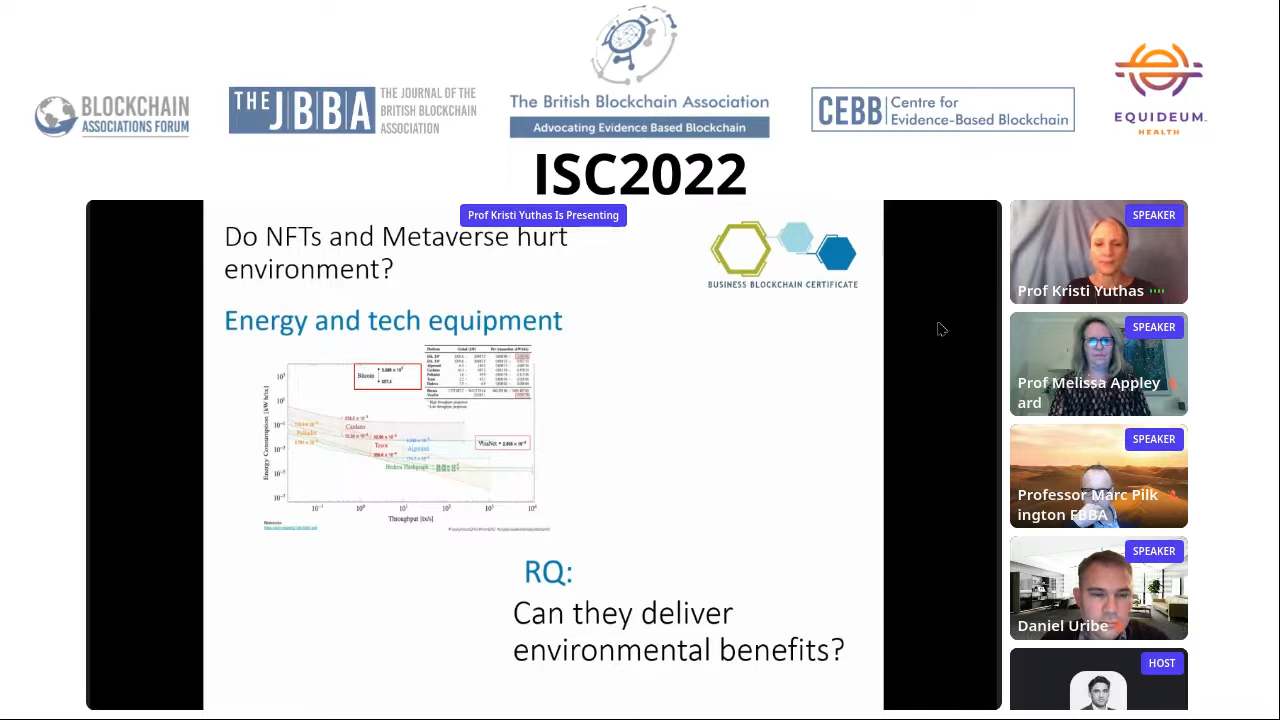 BLOCKCHAIN
ASSOCIATIONS FORUM
THE JBBA
THE JOURNAL OF THE
BRITISH BLOCKCHAIN
ASSOCIATION
The British Blockchain Association
Advocating Evidence Based Blockchain
CEBB
Centre for
Evidence-Based Blockchain
EQUIDEUM
HEALTH
ISC2022
Prof Kristi Yuthas Is Presenting
Do NFTs and Metaverse hurt
environment?
BUSINESS BLOCKCHAIN CERTIFICATE
Energy and tech equipment
Bitcoin
Cardano
Polkadot
Tezos
Algorand
Hedera Hashgraph
VisaNet
Energy Consumption [kW h/tx]
Throughput [tx/s]
RQ:
Can they deliver
environmental benefits?
SPEAKER
Prof Kristi Yuthas
SPEAKER
Prof Melissa Appley
ard
SPEAKER
Professor Marc Pilk
ington FBBA
SPEAKER
Daniel Uribe
HOST